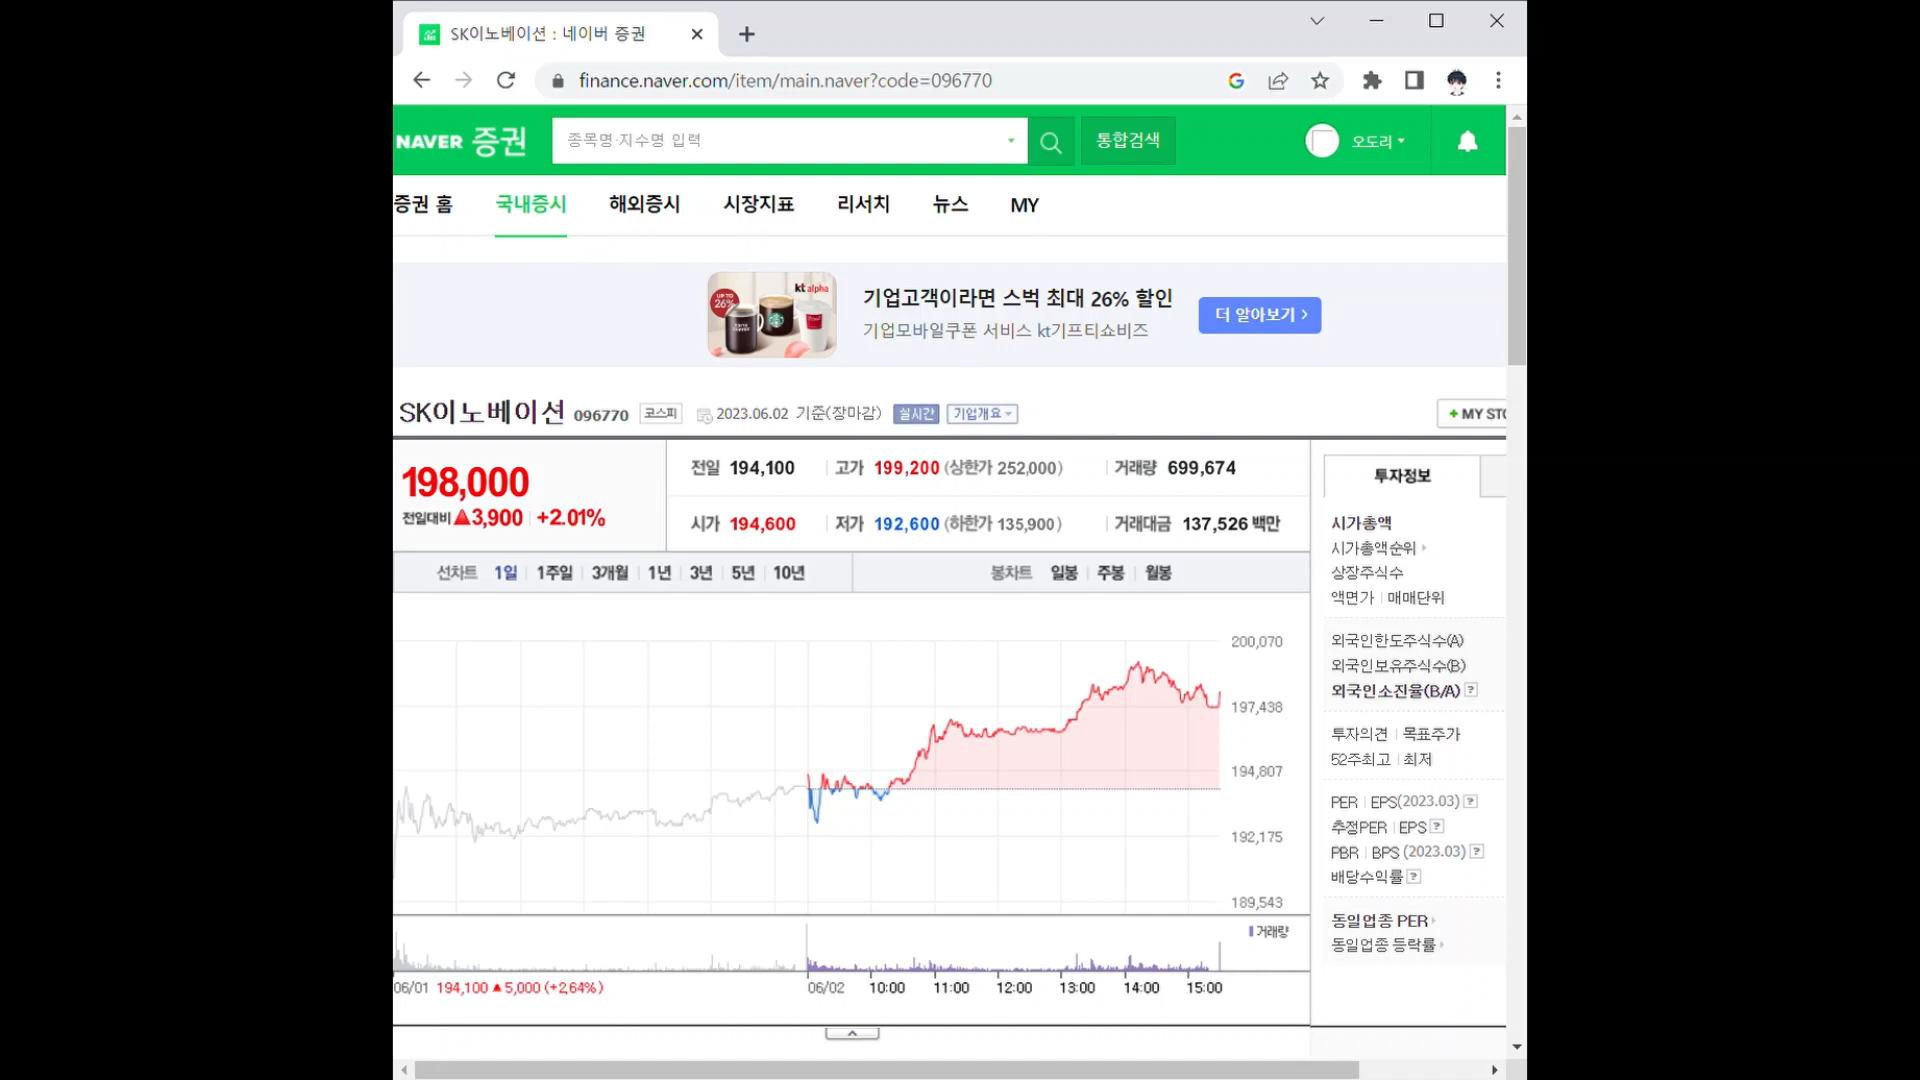 SK이노베이션 : 네이버 증권
finance.naver.com/item/main.naver?code=096770
NAVER 증권 종목명·지수명 입력 통합검색 오도리
증권 홈 국내증시 해외증시 시장지표 리서치 뉴스 MY
UP TO 26% kt alpha
기업고객이라면 스벅 최대 26% 할인
기업모바일쿠폰 서비스 kt기프티쇼비즈
더 알아보기 >
SK이노베이션 096770 코스피 2023.06.02 기준(장마감) 실시간 기업개요 + MY STO
198,000
전일대비 ▲3,900 +2.01%
전일 194,100 고가 199,200 (상한가 252,000) 거래량 699,674
시가 194,600 저가 192,600 (하한가 135,900) 거래대금 137,526 백만
선차트 1일 1주일 3개월 1년 3년 5년 10년 봉차트 일봉 주봉 월봉
200,070
197,438
194,807
192,175
189,543
거래량
06/01 194,100 ▲5,000 (+2,64%) 06/02 10:00 11:00 12:00 13:00 14:00 15:00
투자정보
시가총액
시가총액순위
상장주식수
액면가 | 매매단위
외국인한도주식수(A)
외국인보유주식수(B)
외국인소진율(B/A) ?
투자의견 | 목표주가
52주최고 | 최저
PER | EPS(2023.03) ?
추정PER | EPS ?
PBR | BPS (2023.03) ?
배당수익률 ?
동일업종 PER
동일업종 등락률